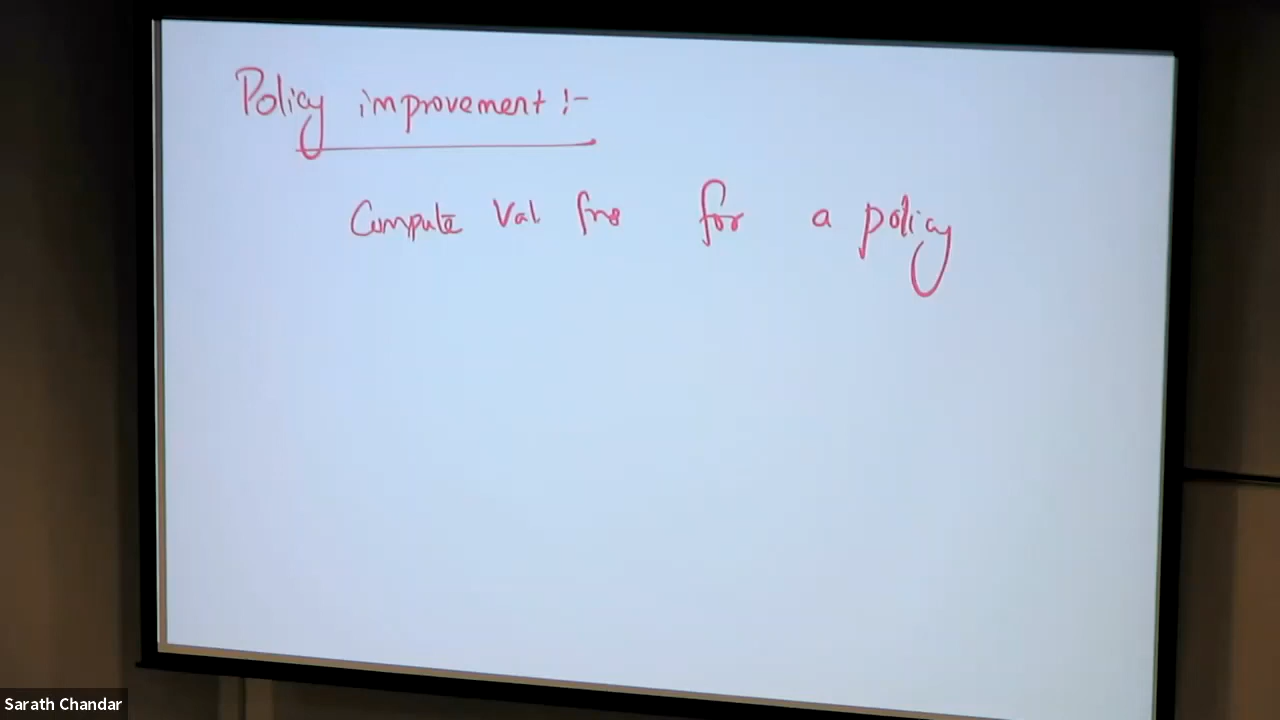 Policy improvement :-
Compute Val fns for a policy
Sarath Chandar